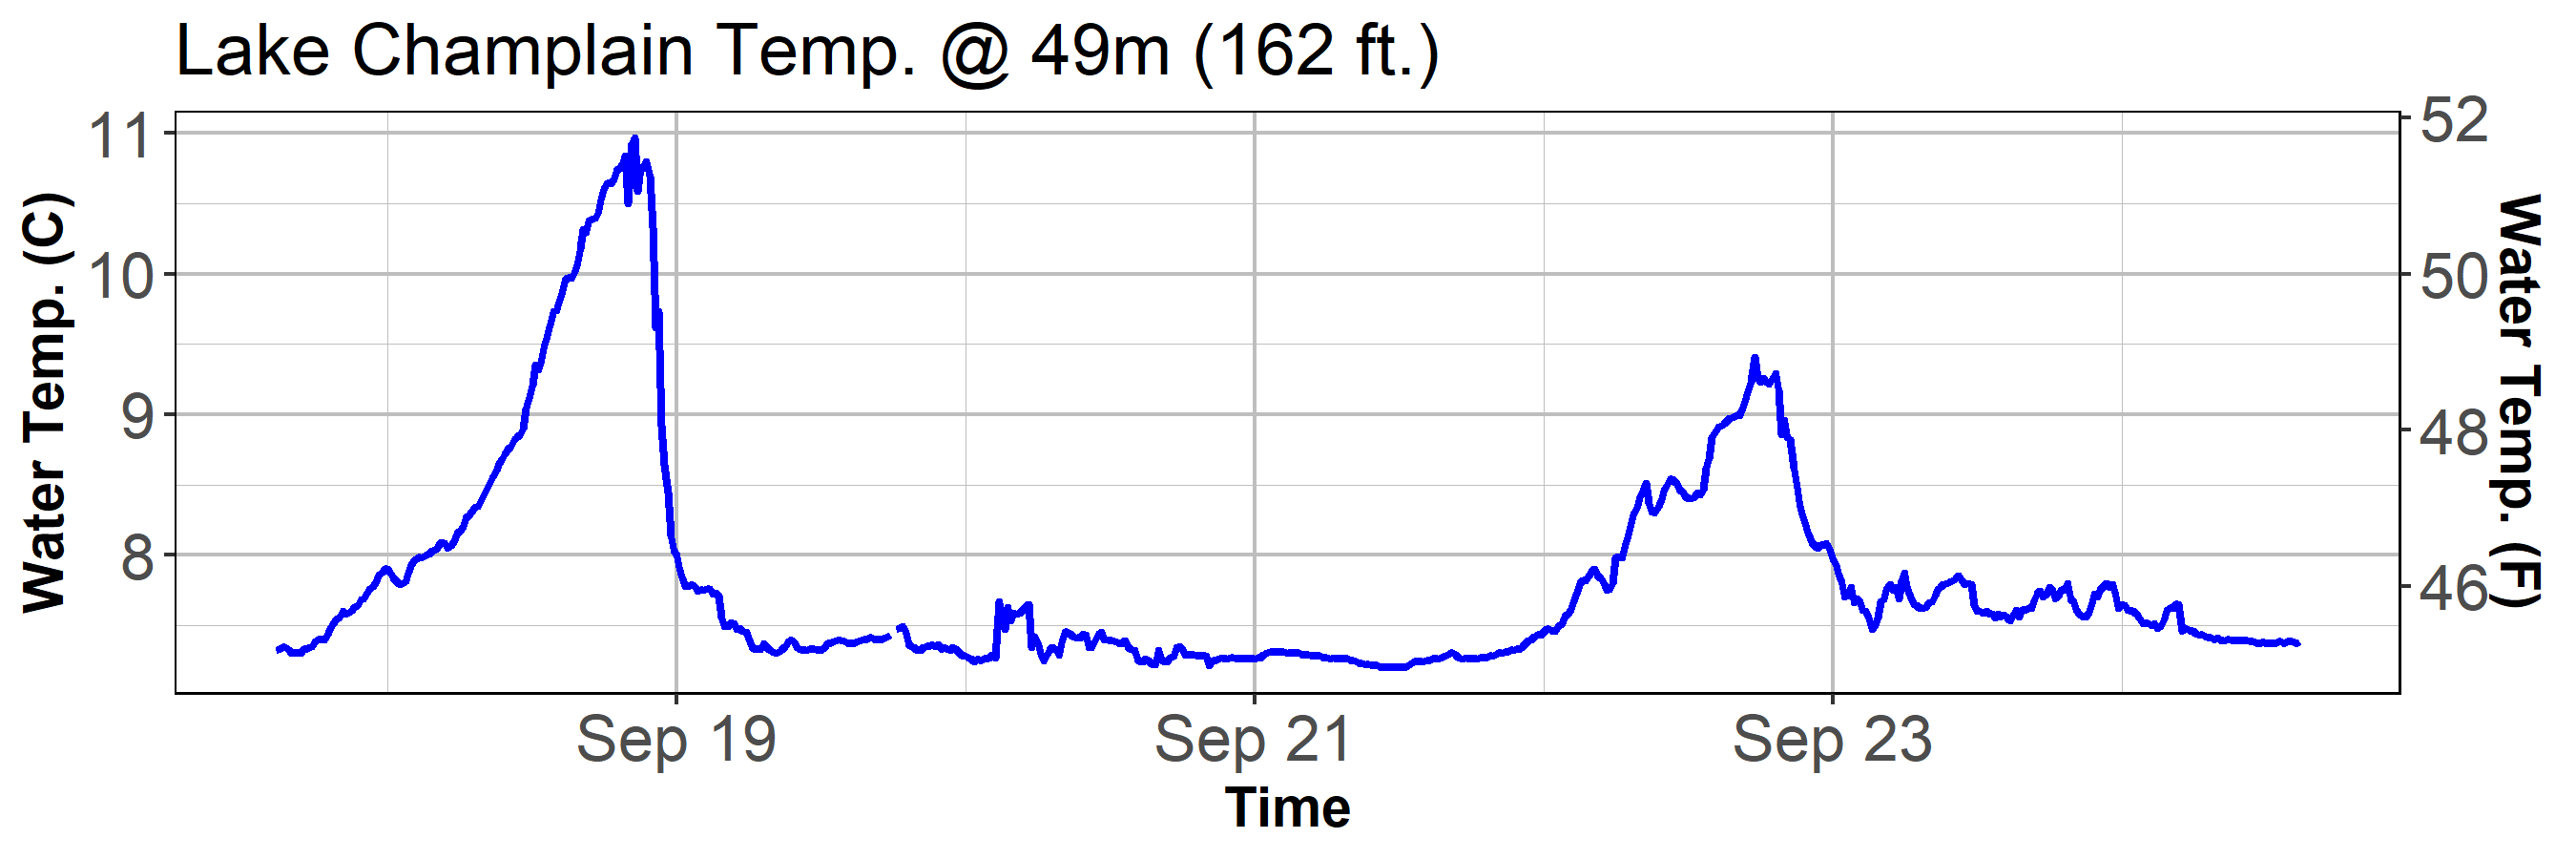 Lake Champlain Temp. @ 49m (162 ft.)
Water Temp. (C)
11
10
9
8
52
50
48
46
Water Temp. (F)
Sep 19
Sep 21
Sep 23
Time